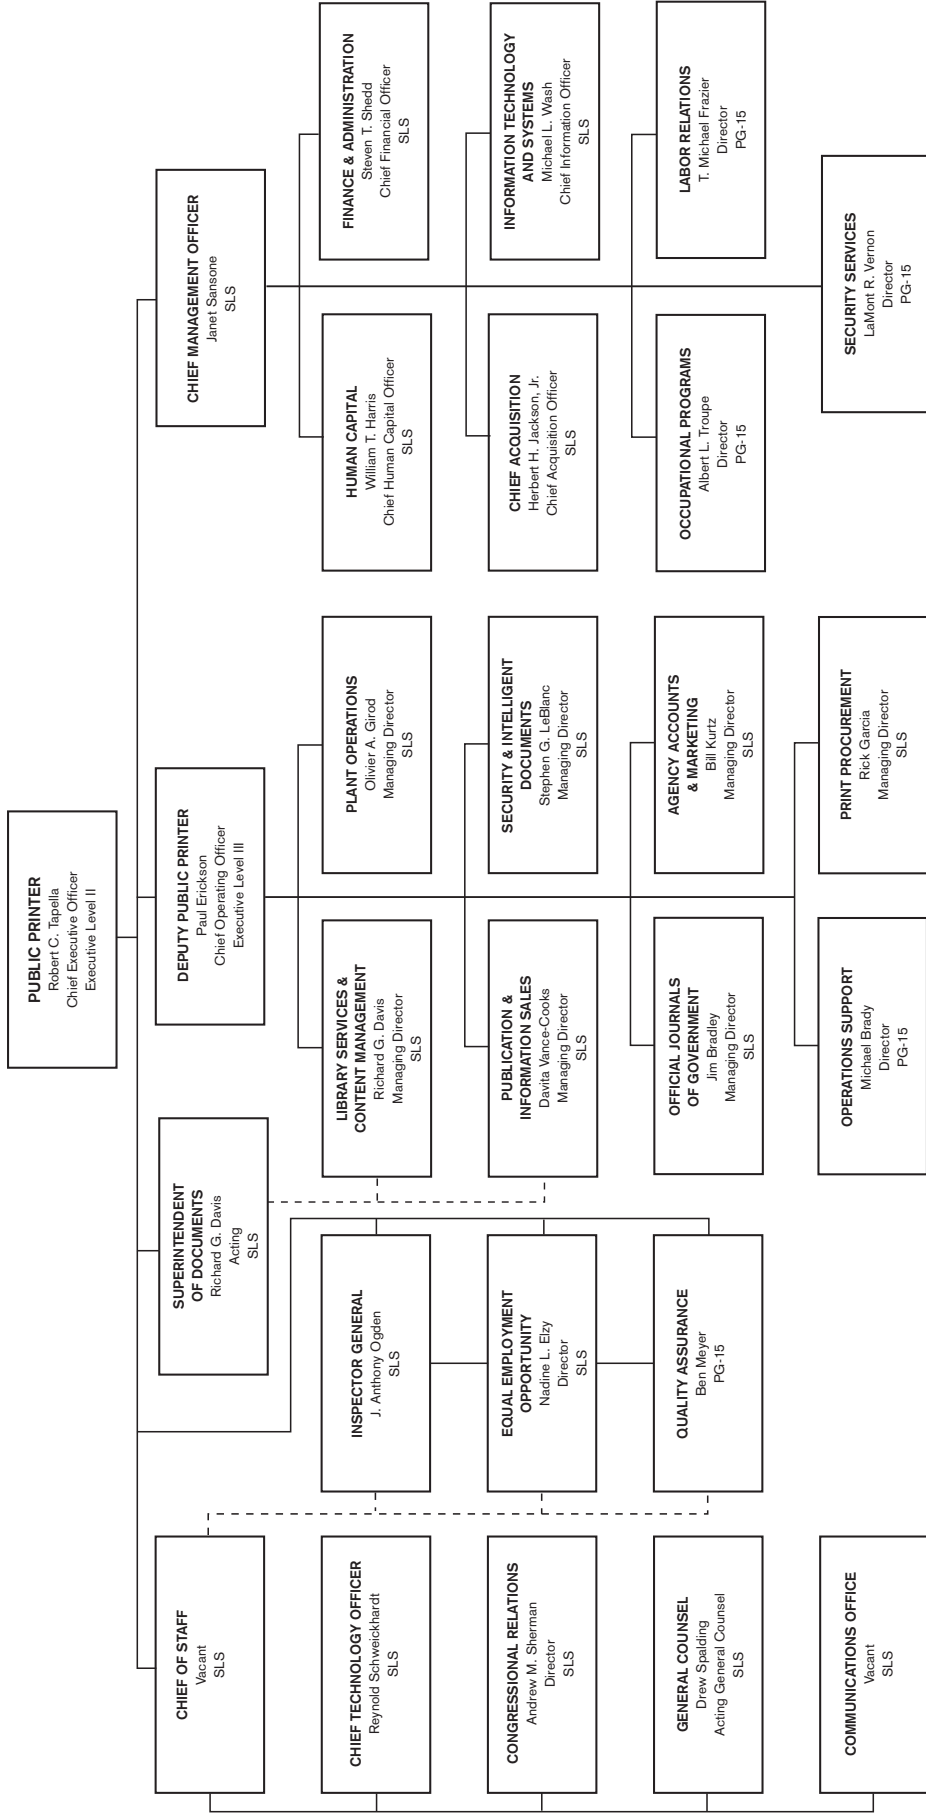 PUBLIC PRINTER
Robert C. Tapella
Chief Executive Officer
Executive Level II
CHIEF OF STAFF
Vacant
SLS
SUPERINTENDENT
OF DOCUMENTS
Richard G. Davis
Acting
SLS
DEPUTY PUBLIC PRINTER
Paul Erickson
Chief Operating Officer
Executive Level III
CHIEF MANAGEMENT OFFICER
Janet Sansone
SLS
CHIEF TECHNOLOGY OFFICER
Reynold Schweickhardt
SLS
INSPECTOR GENERAL
J. Anthony Ogden
SLS
LIBRARY SERVICES &
CONTENT MANAGEMENT
Richard G. Davis
Managing Director
SLS
PLANT OPERATIONS
Olivier A. Girod
Managing Director
SLS
HUMAN CAPITAL
William T. Harris
Chief Human Capital Officer
SLS
FINANCE & ADMINISTRATION
Steven T. Shedd
Chief Financial Officer
SLS
CONGRESSIONAL RELATIONS
Andrew M. Sherman
Director
SLS
EQUAL EMPLOYMENT
OPPORTUNITY
Nadine L. Elzy
Director
SLS
PUBLICATION &
INFORMATION SALES
Davita Vance-Cooks
Managing Director
SLS
SECURITY & INTELLIGENT
DOCUMENTS
Stephen G. LeBlanc
Managing Director
SLS
CHIEF ACQUISITION
Herbert H. Jackson, Jr.
Chief Acquisition Officer
SLS
INFORMATION TECHNOLOGY
AND SYSTEMS
Michael L. Wash
Chief Information Officer
SLS
GENERAL COUNSEL
Drew Spalding
Acting General Counsel
SLS
QUALITY ASSURANCE
Ben Meyer
PG-15
OFFICIAL JOURNALS
OF GOVERNMENT
Jim Bradley
Managing Director
SLS
AGENCY ACCOUNTS
& MARKETING
Bill Kurtz
Managing Director
SLS
OCCUPATIONAL PROGRAMS
Albert L. Troupe
Director
PG-15
LABOR RELATIONS
T. Michael Frazier
Director
PG-15
COMMUNICATIONS OFFICE
Vacant
SLS
OPERATIONS SUPPORT
Michael Brady
Director
PG-15
PRINT PROCUREMENT
Rick Garcia
Managing Director
SLS
SECURITY SERVICES
LaMont R. Vernon
Director
PG-15